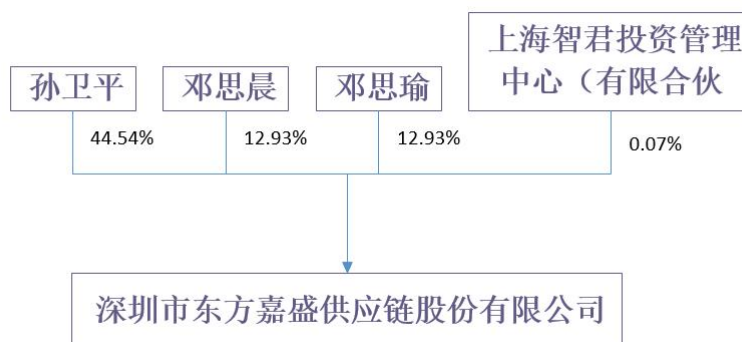 孙卫平
邓思晨
邓思瑜
上海智君投资管理
中心（有限合伙
44.54%
12.93%
12.93%
0.07%
深圳市东方嘉盛供应链股份有限公司